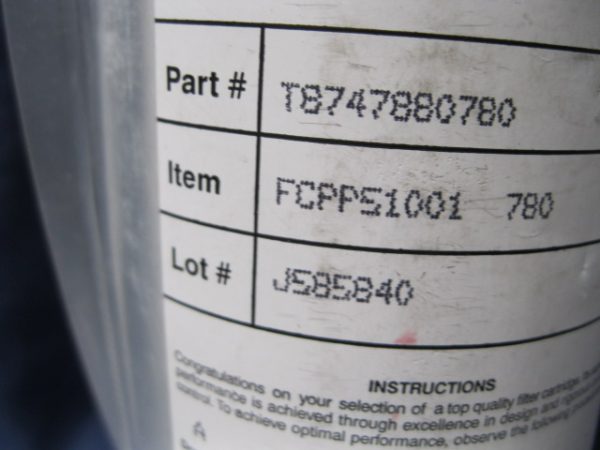 Part # T8747880780
Item FCPPS1001 780
Lot # J585840
INSTRUCTIONS
Congratulations on your selection of a top quality filter cartridge.
performance is achieved through excellence in design and
control. To achieve optimal performance, observe the following
A